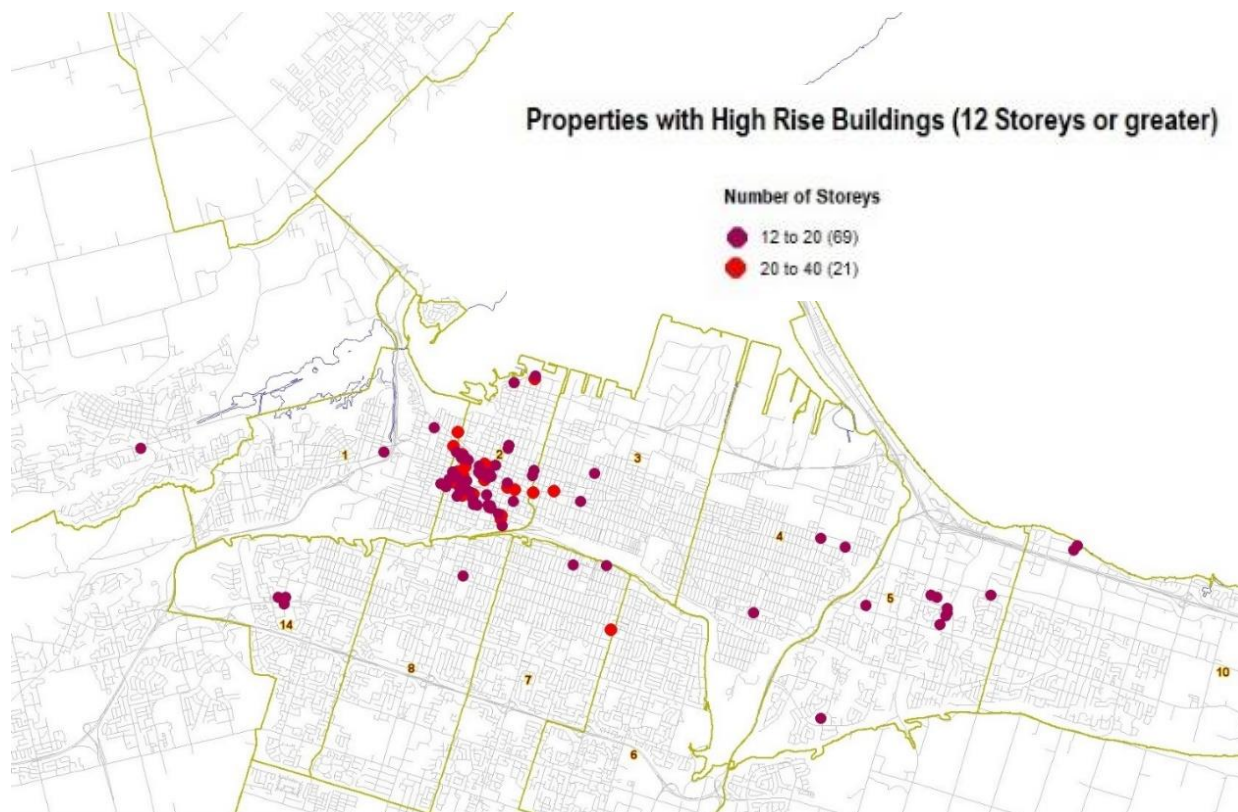 Properties with High Rise Buildings (12 Storeys or greater)
Number of Storeys
12 to 20 (69)
20 to 40 (21)
1
2
3
4
5
14
8
7
10
6